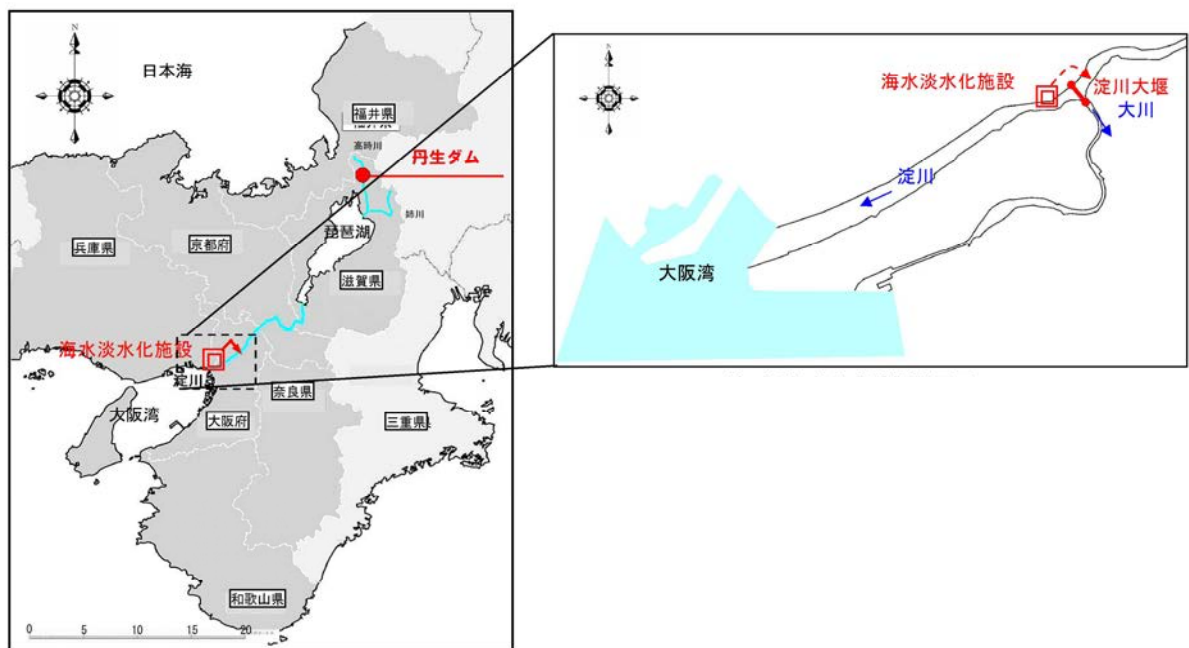 N
日本海
福井県
高時川
丹生ダム
姉川
琵琶湖
京都府
兵庫県
滋賀県
海水淡水化施設
淀川
奈良県
大阪湾
大阪府
三重県
和歌山県
0 5 10 15 20
N
海水淡水化施設
淀川大堰
大川
淀川
大阪湾